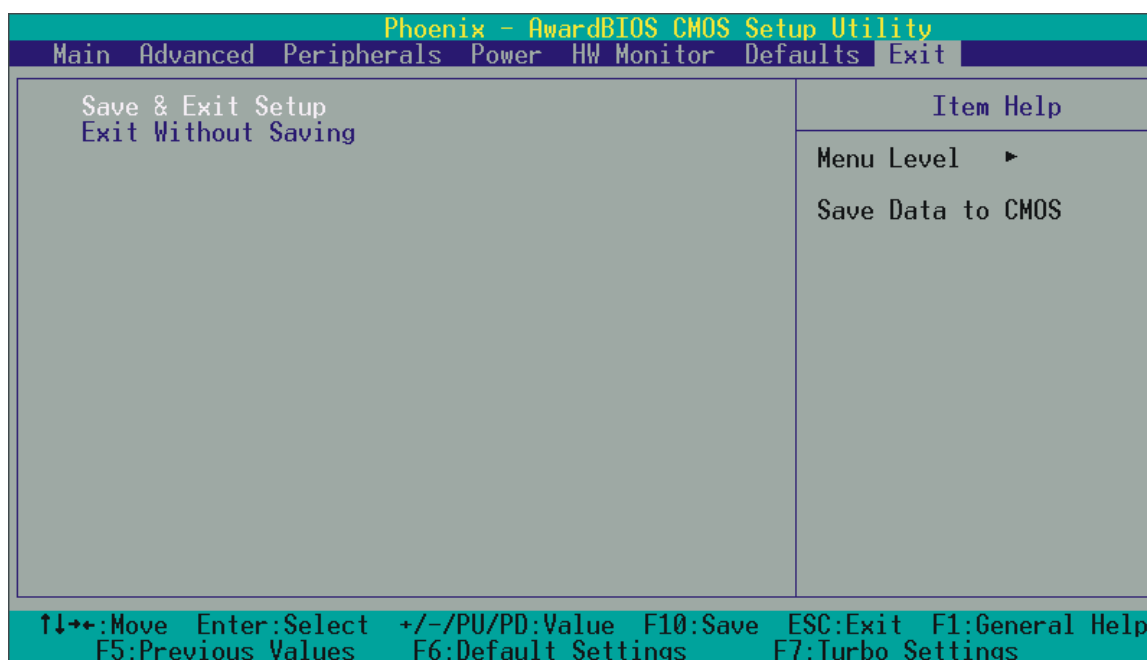 Phoenix - AwardBIOS CMOS Setup Utility
Main Advanced Peripherals Power HW Monitor Defaults Exit
Save & Exit Setup
Exit Without Saving
Item Help
Menu Level ►
Save Data to CMOS
↑↓→←:Move Enter:Select +/-/PU/PD:Value F10:Save ESC:Exit F1:General Help
F5:Previous Values F6:Default Settings F7:Turbo Settings